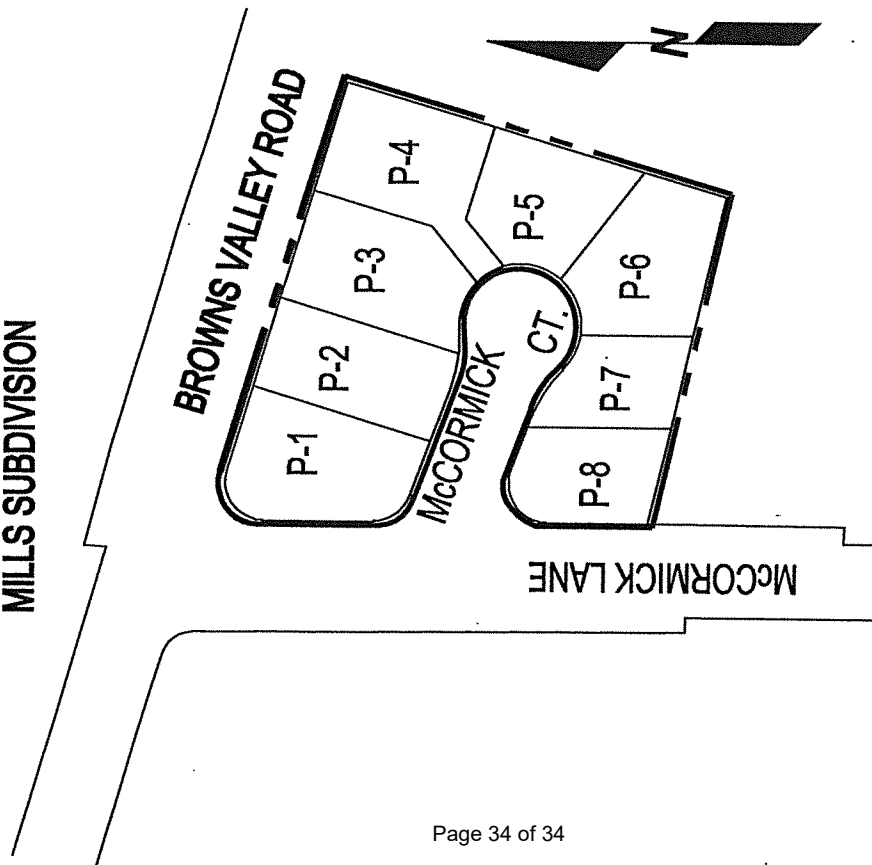 MILLS SUBDIVISION
BROWNS VALLEY ROAD
N
P-1
P-2
P-3
P-4
P-5
P-6
P-7
P-8
McCORMICK
CT.
McCORMICK LANE
Page 34 of 34